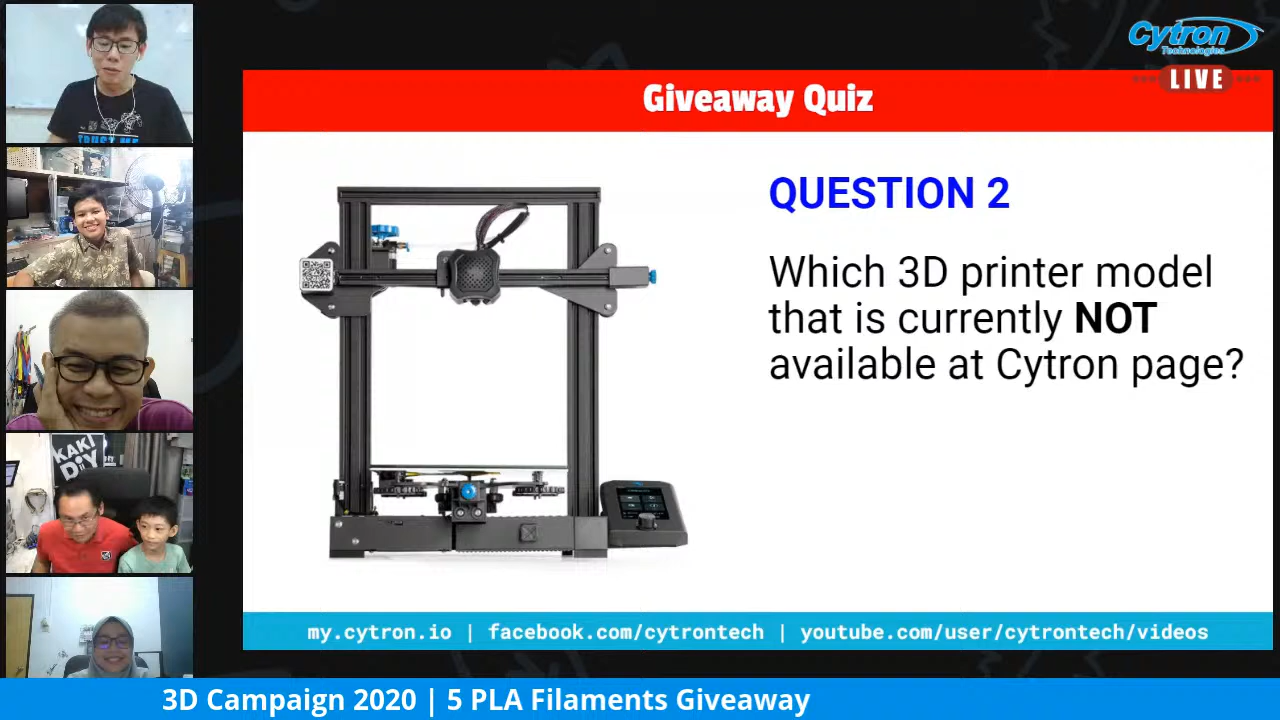 Cytron
Technologies
LIVE
Giveaway Quiz
QUESTION 2
Which 3D printer model
that is currently NOT
available at Cytron page?
TRUST ME
KAKI
DiY
my.cytron.io | facebook.com/cytrontech | youtube.com/user/cytrontech/videos
3D Campaign 2020 | 5 PLA Filaments Giveaway